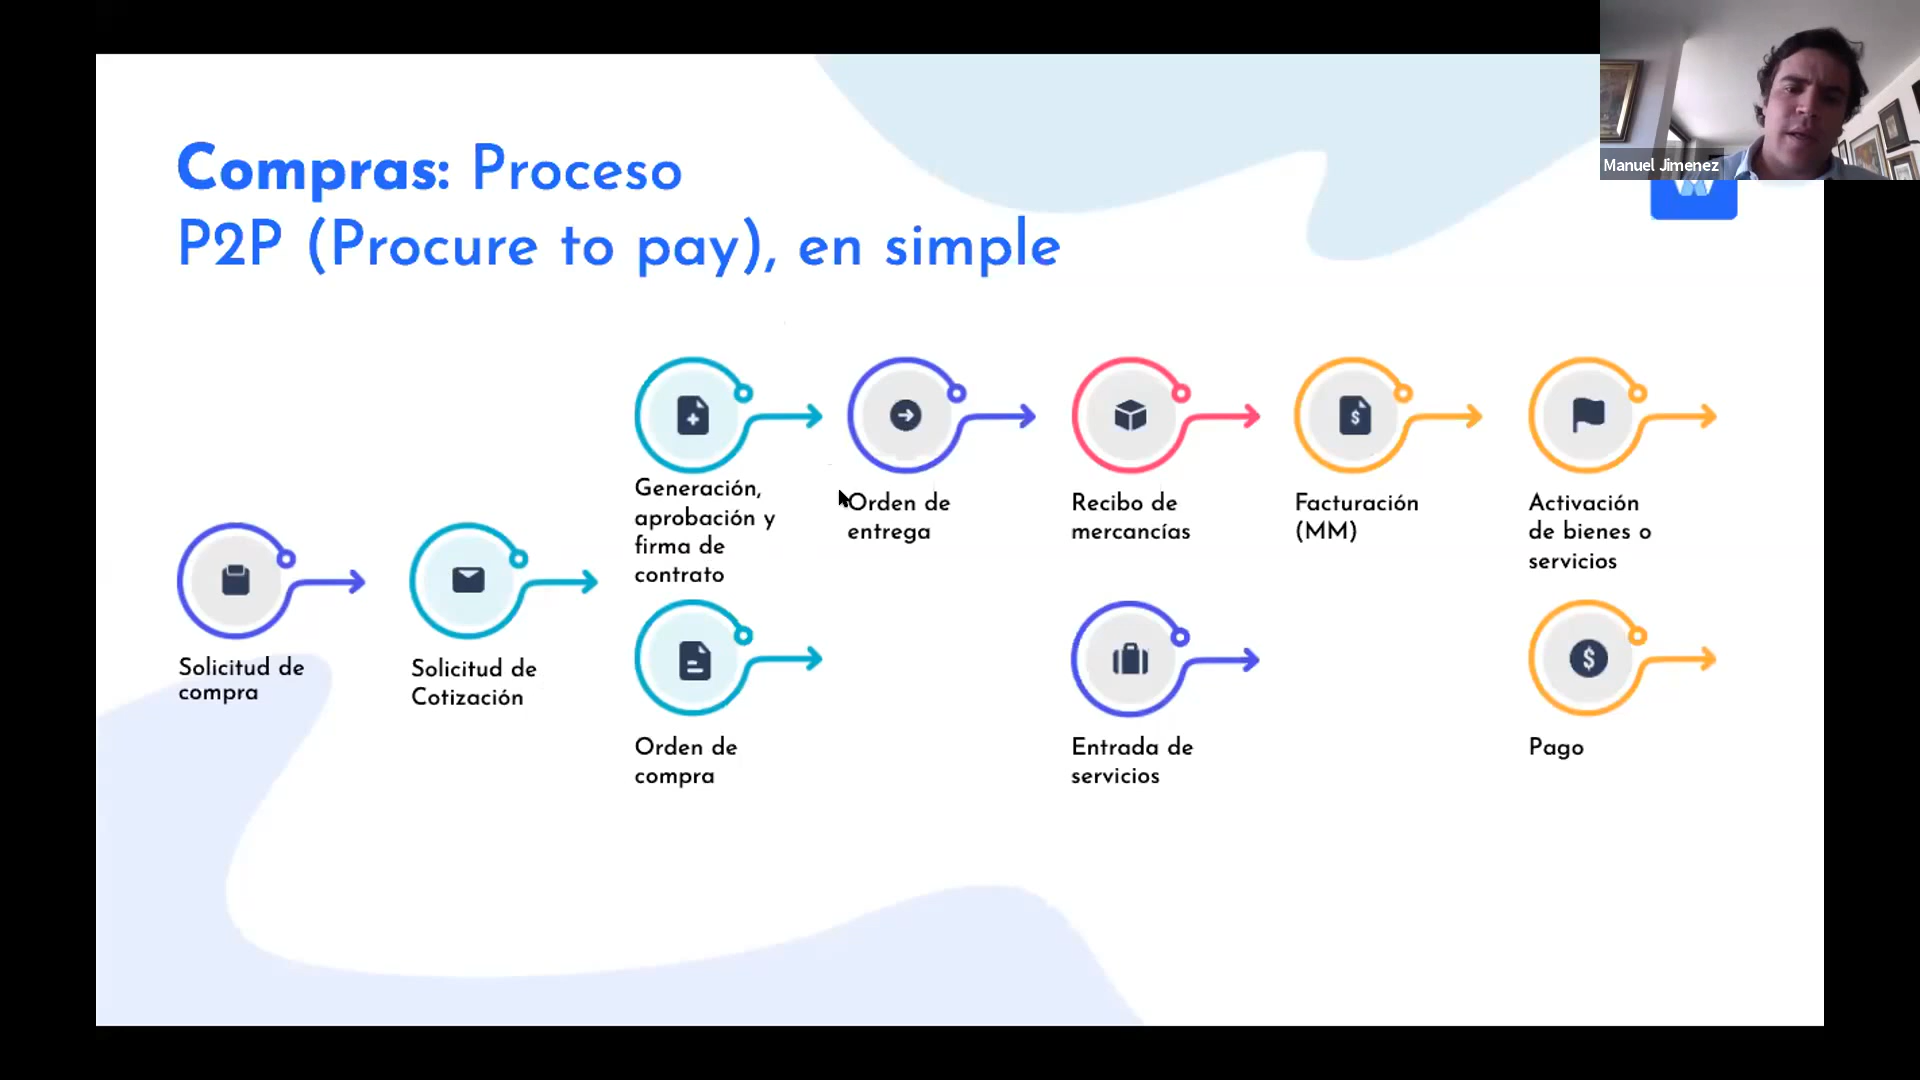 Manuel Jimenez
Compras: Proceso
P2P (Procure to pay), en simple
Solicitud de
compra
Solicitud de
Cotización
Generación,
aprobación y
firma de
contrato
Orden de
compra
Orden de
entrega
Recibo de
mercancías
Entrada de
servicios
Facturación
(MM)
Activación
de bienes o
servicios
Pago